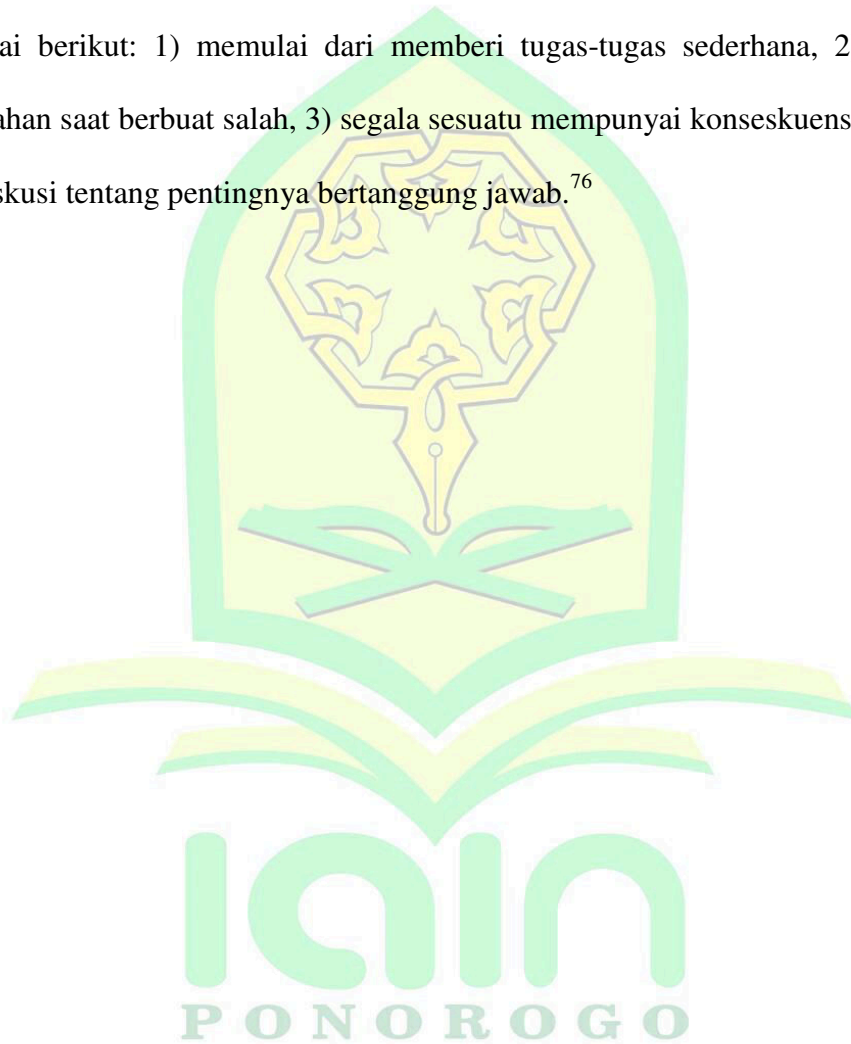 ai berikut: 1) memulai dari memberi tugas-tugas sederhana, 2
ahan saat berbuat salah, 3) segala sesuatu mempunyai konseskuens
skusi tentang pentingnya bertanggung jawab.76
IAIN
PONOROGO